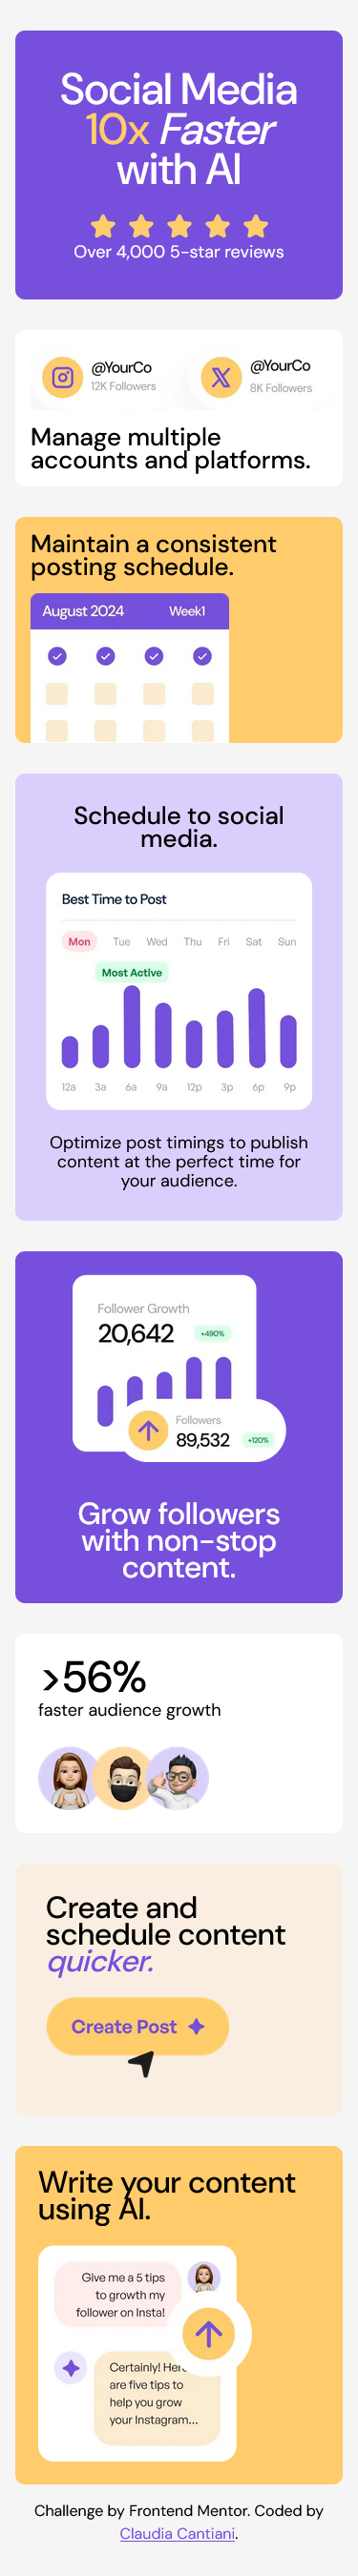 Social Media
10x Faster
with AI
Over 4,000 5-star reviews
@YourCo
12K Followers
@YourCo
8K Followers
Manage multiple
accounts and platforms.
Maintain a consistent
posting schedule.
August 2024 Week1
Schedule to social
media.
Best Time to Post
Mon Tue Wed Thu Fri Sat Sun
Most Active
12a 3a 6a 9a 12p 3p 6p 9p
Optimize post timings to publish
content at the perfect time for
your audience.
Follower Growth
20,642 +490%
Followers
89,532 +120%
Grow followers
with non-stop
content.
>56%
faster audience growth
Create and
schedule content
quicker.
Create Post
Write your content
using AI.
Give me a 5 tips
to growth my
follower on Insta!
Certainly! Here
are five tips to
help you grow
your Instagram...
Challenge by Frontend Mentor. Coded by
Claudia Cantiani.